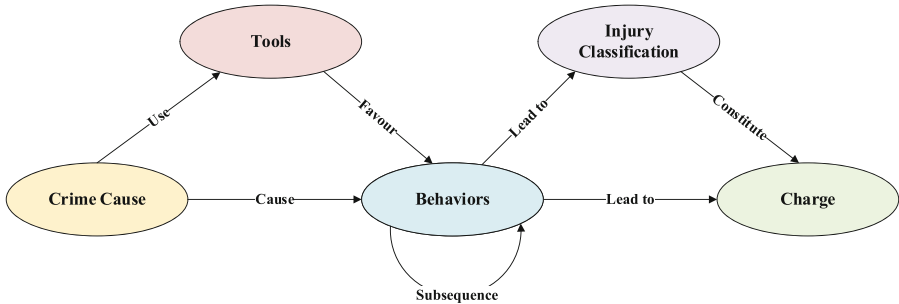 Tools
Injury
Classification
Use
Favour
Lead to
Constitute
Crime Cause
Cause
Behaviors
Lead to
Charge
Subsequence